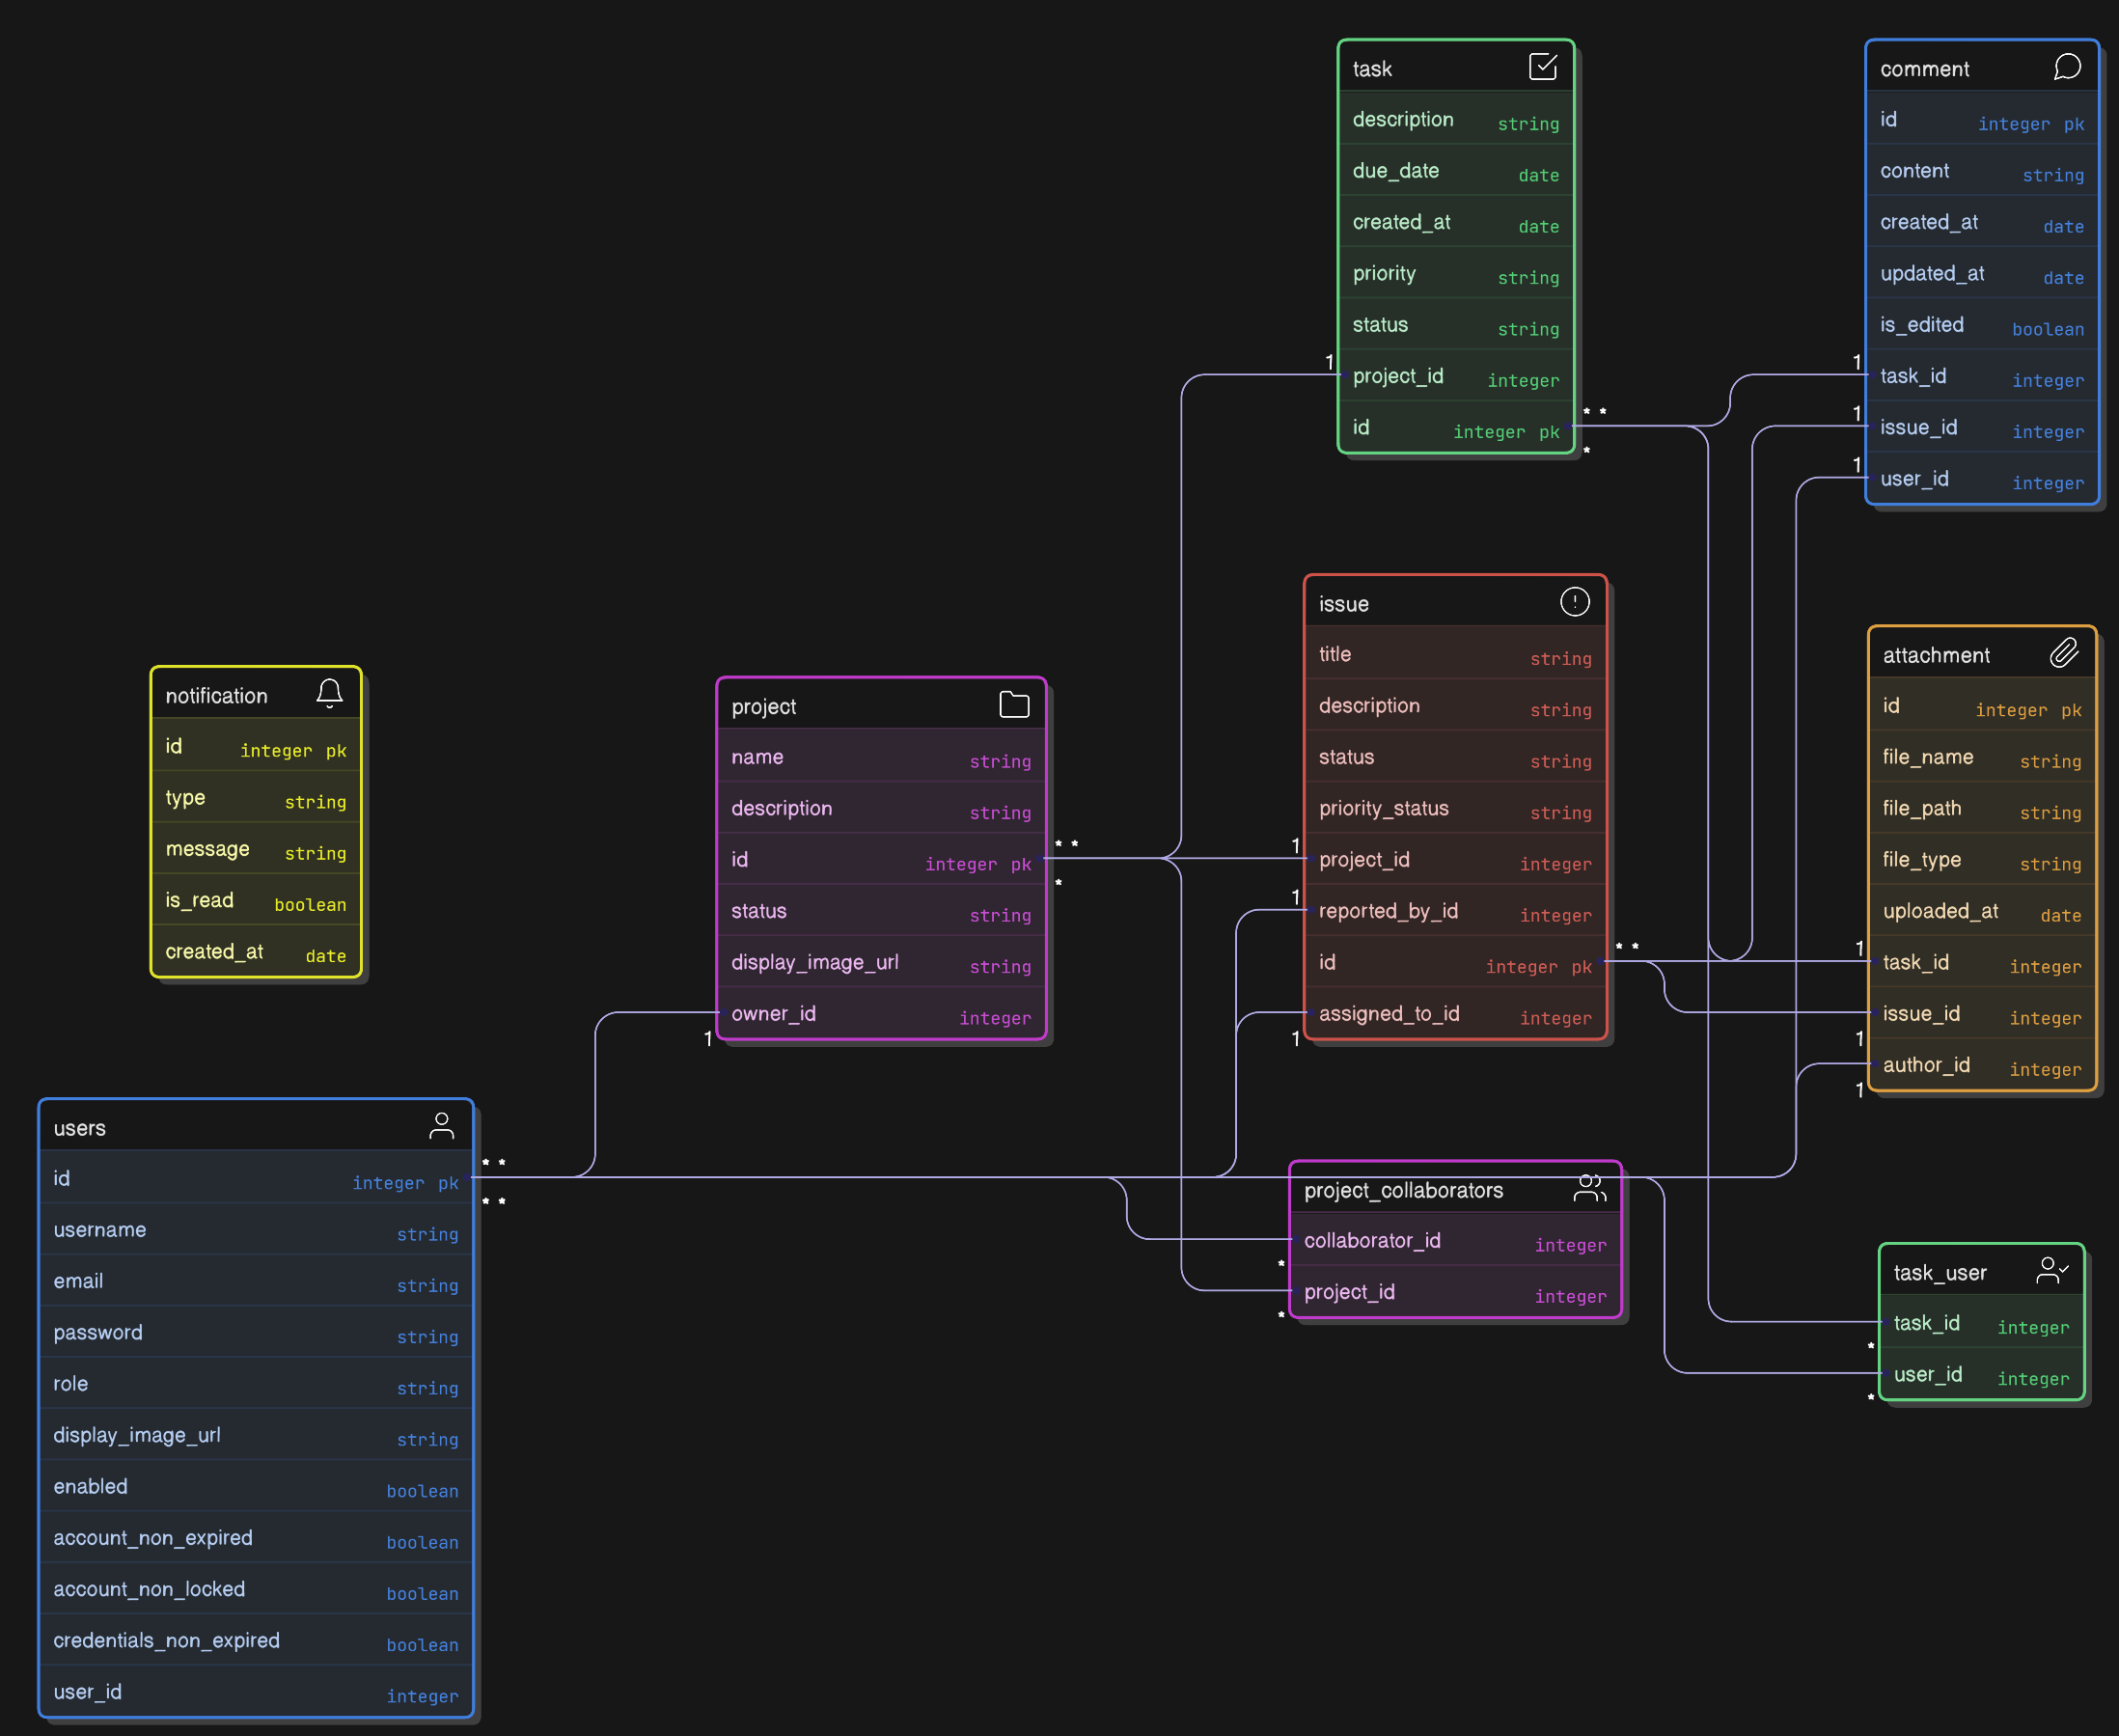 task
description string
due_date date
created_at date
priority string
status string
1 project_id integer
id integer pk
* *
*
comment
id integer pk
content string
created_at date
updated_at date
is_edited boolean
1 task_id integer
1 issue_id integer
1 user_id integer
notification
id integer pk
type string
message string
is_read boolean
created_at date
project
name string
description string
id integer pk
* *
*
status string
display_image_url string
owner_id integer
1
issue
title string
description string
status string
priority_status string
1 project_id integer
1 reported_by_id integer
id integer pk
* *
assigned_to_id integer
1
attachment
id integer pk
file_name string
file_path string
file_type string
uploaded_at date
1 task_id integer
issue_id integer
1
author_id integer
1
users
id integer pk
* *
* *
username string
email string
password string
role string
display_image_url string
enabled boolean
account_non_expired boolean
account_non_locked boolean
credentials_non_expired boolean
user_id integer
project_collaborators
collaborator_id integer
*
project_id integer
*
task_user
task_id integer
*
user_id integer
*